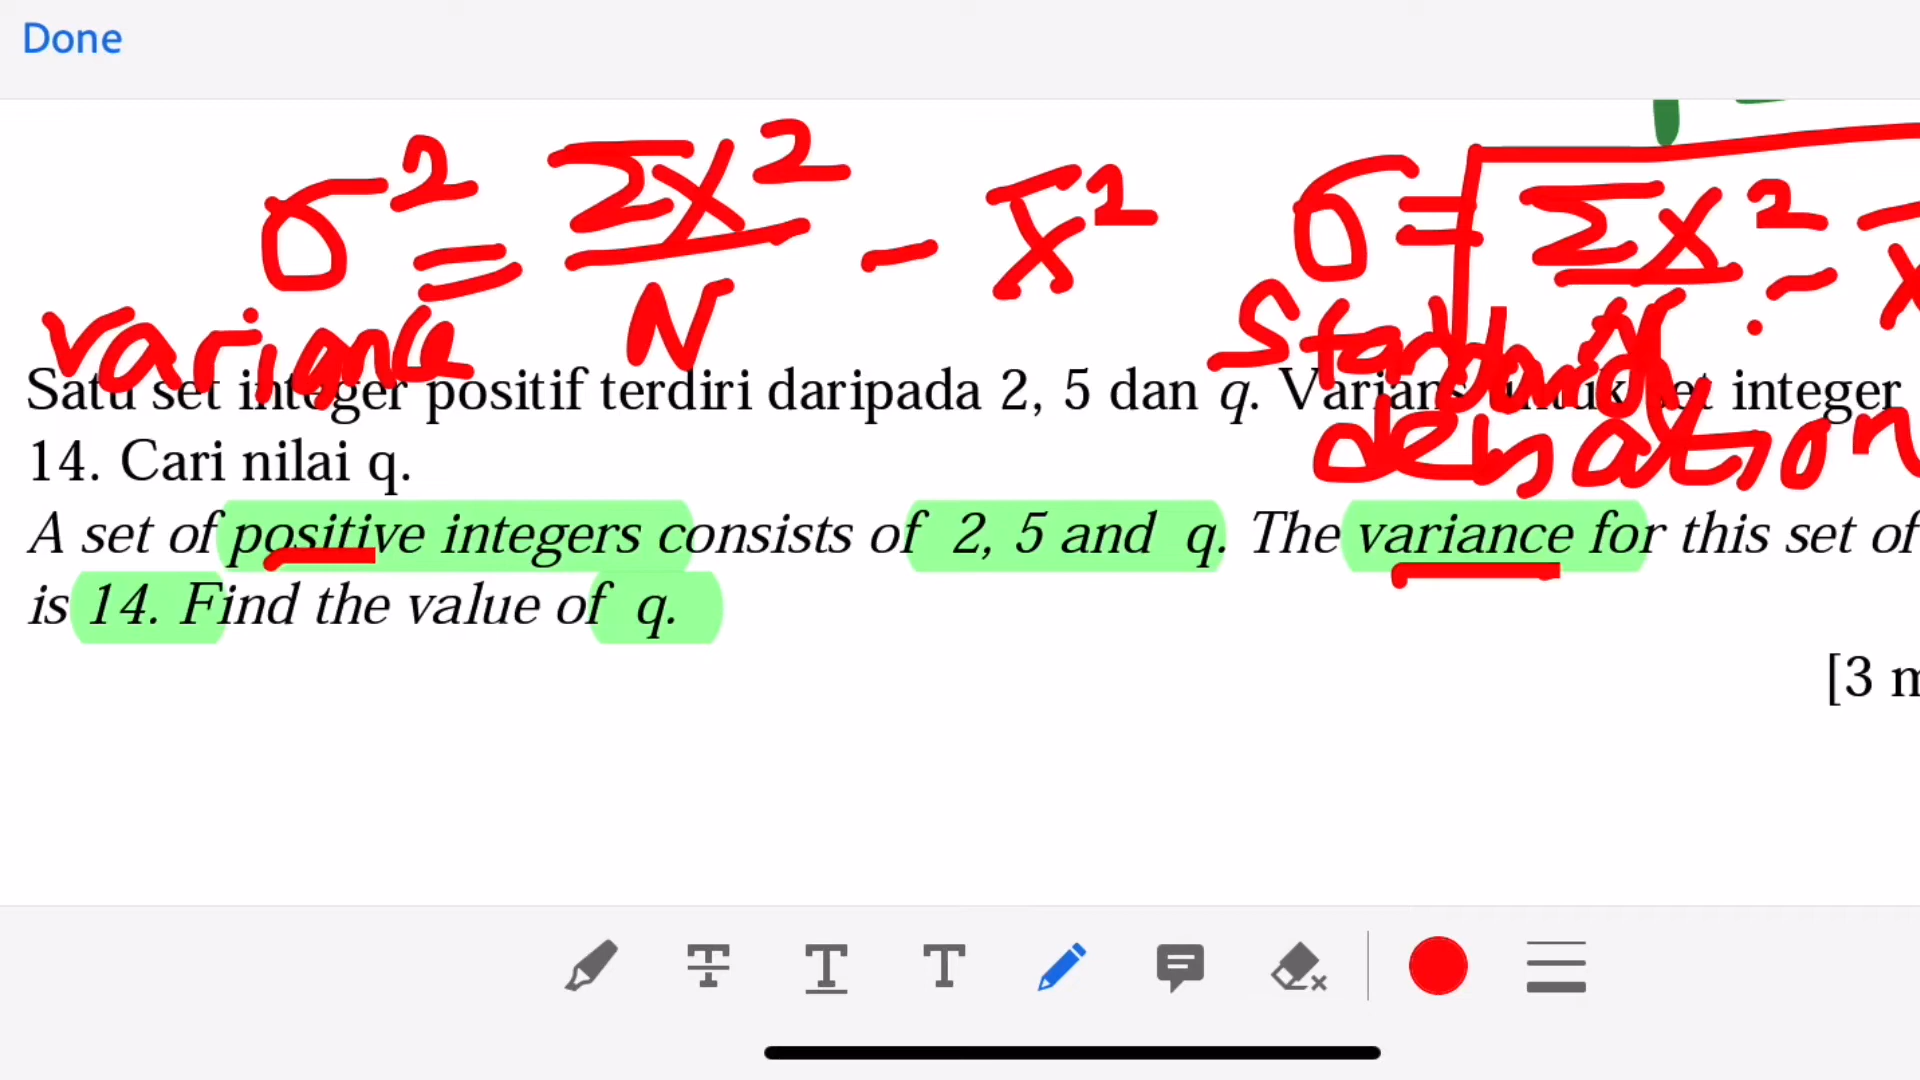 Done
σ² = Σx²/N - x̄² σ = √Σx²/N - x
variance standard deviation
Satu set integer positif terdiri daripada 2, 5 dan q. Varians untuk set integer
14. Cari nilai q.
A set of positive integers consists of 2, 5 and q. The variance for this set of
is 14. Find the value of q.
[3 m
T T T